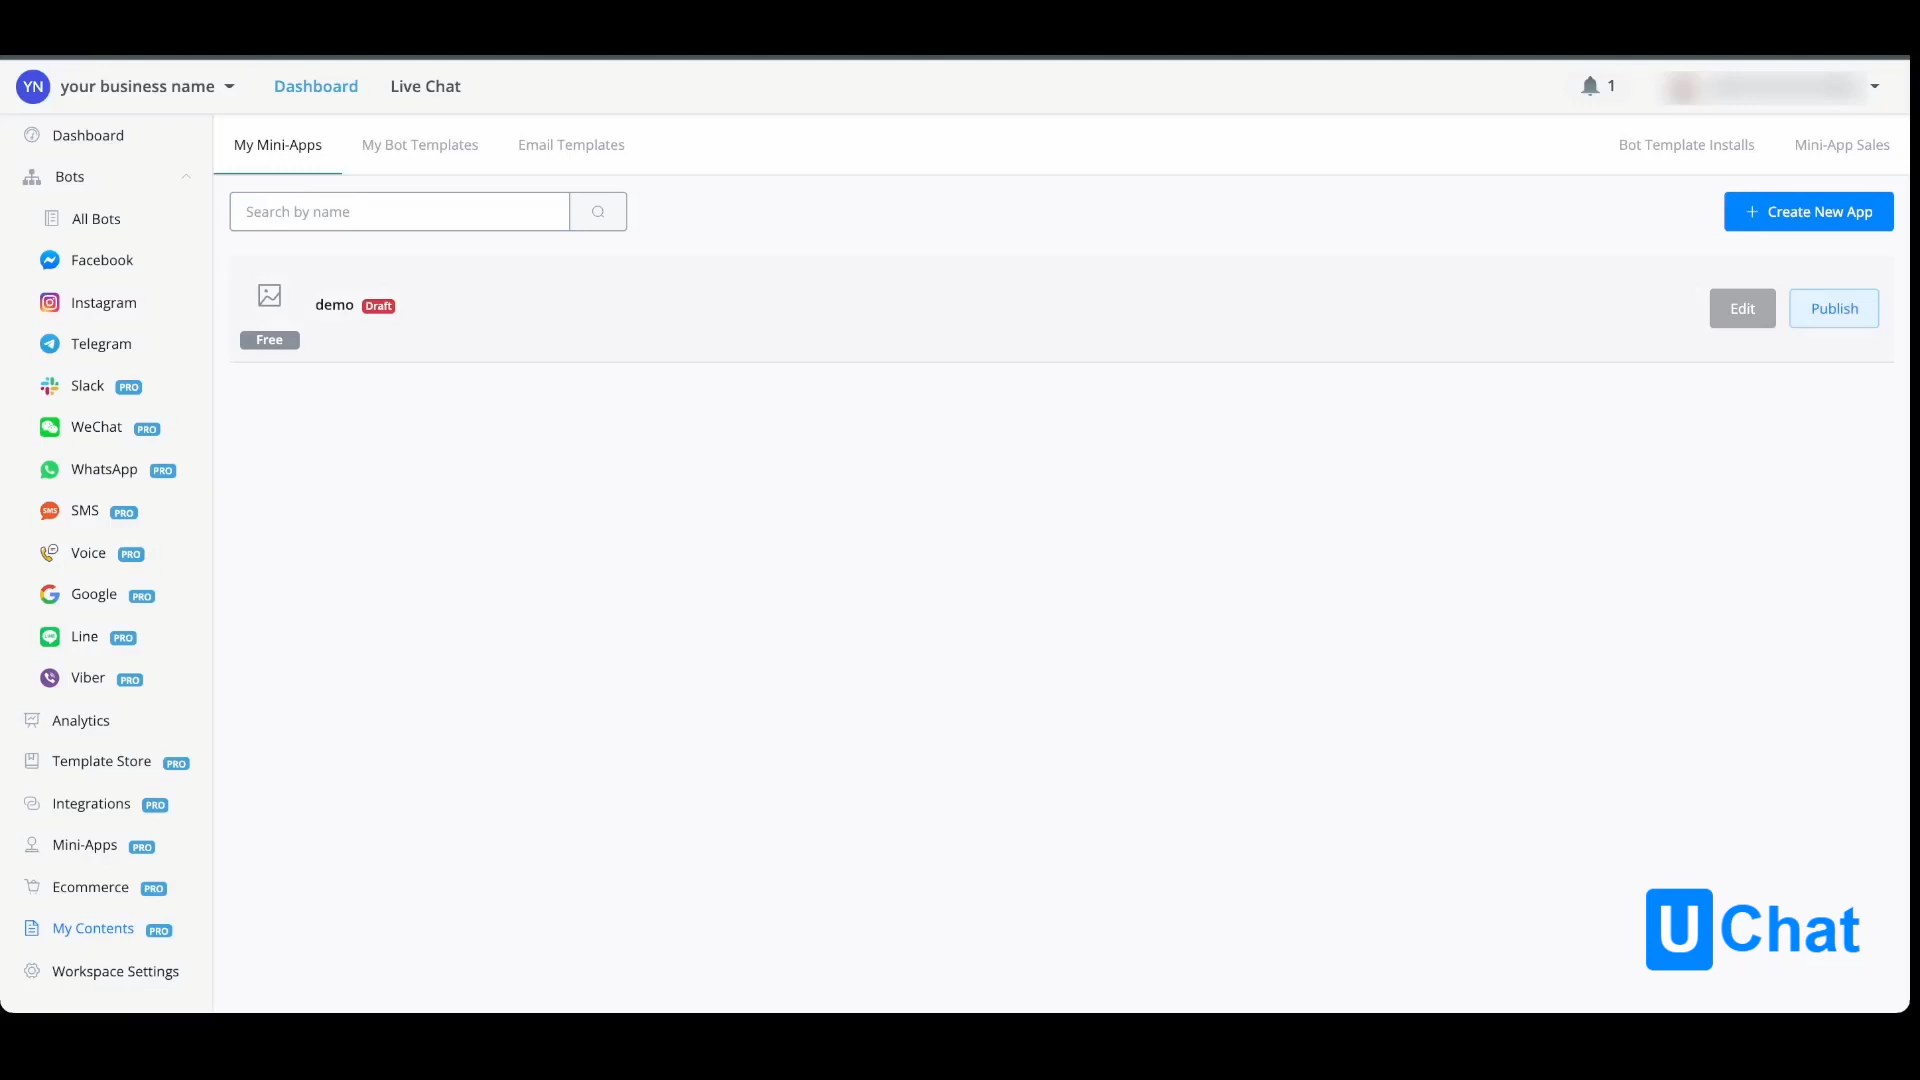 YN your business name Dashboard Live Chat 1
Dashboard
Bots
All Bots
Facebook
Instagram
Telegram
Slack PRO
WeChat PRO
WhatsApp PRO
SMS SMS PRO
Voice PRO
Google PRO
Line PRO
Viber PRO
Analytics
Template Store PRO
Integrations PRO
Mini-Apps PRO
Ecommerce PRO
My Contents PRO
Workspace Settings
My Mini-Apps My Bot Templates Email Templates Bot Template Installs Mini-App Sales
Search by name
+ Create New App
demo Draft
Free
Edit Publish
UChat